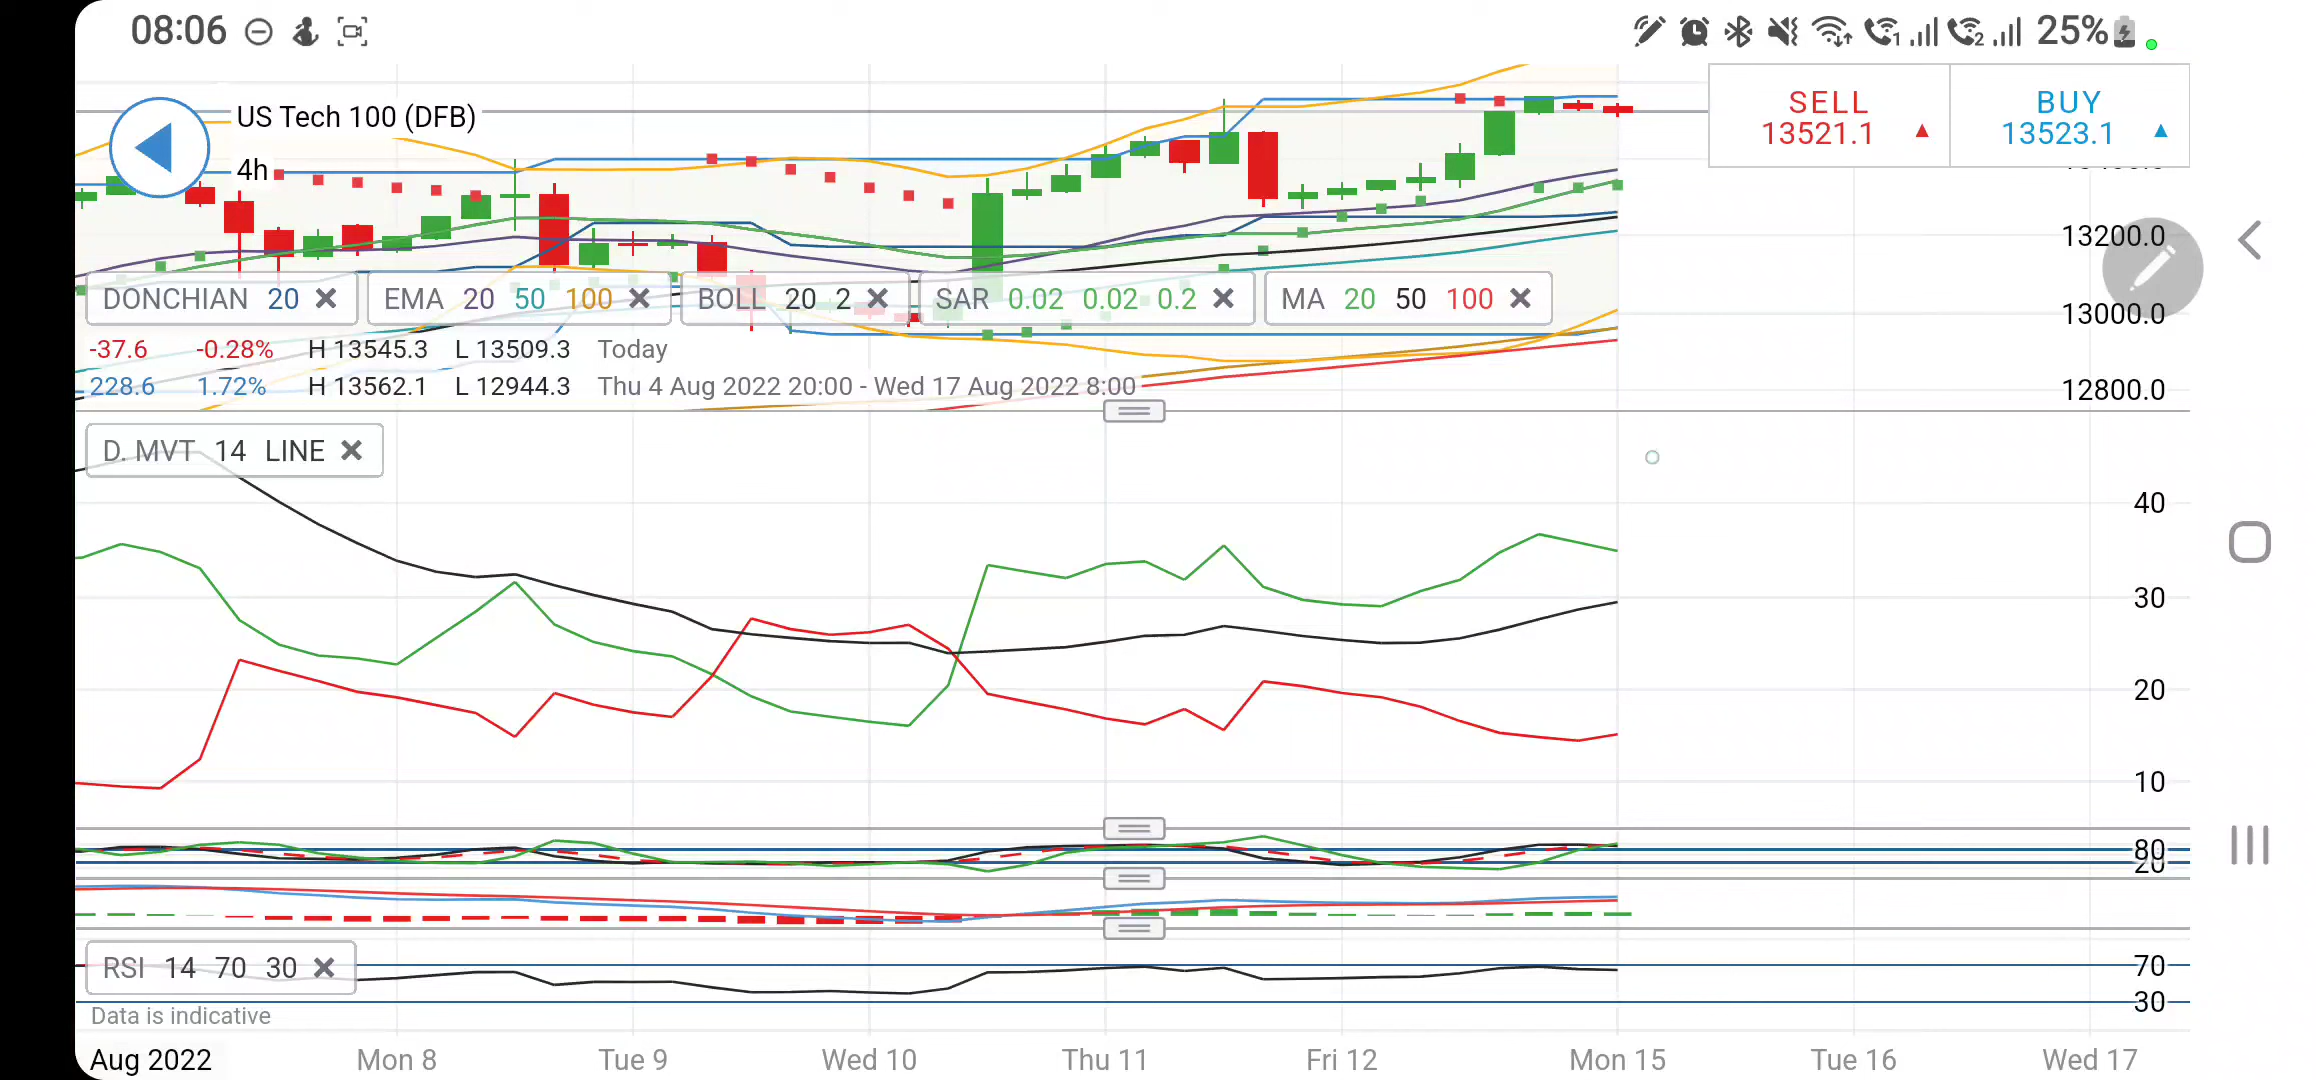 08:06 1 2 25%
US Tech 100 (DFB)
4h
SELL BUY
13521.1 13523.1
13200.0
DONCHIAN 20 EMA 20 50 100 BOLL 20 2 SAR 0.02 0.02 0.2 MA 20 50 100
13000.0
-37.6 -0.28% H 13545.3 L 13509.3 Today
228.6 1.72% H 13562.1 L 12944.3 Thu 4 Aug 2022 20:00 - Wed 17 Aug 2022 8:00
12800.0
D. MVT 14 LINE
40
30
20
10
80
20
RSI 14 70 30
70
30
Data is indicative
Aug 2022 Mon 8 Tue 9 Wed 10 Thu 11 Fri 12 Mon 15 Tue 16 Wed 17